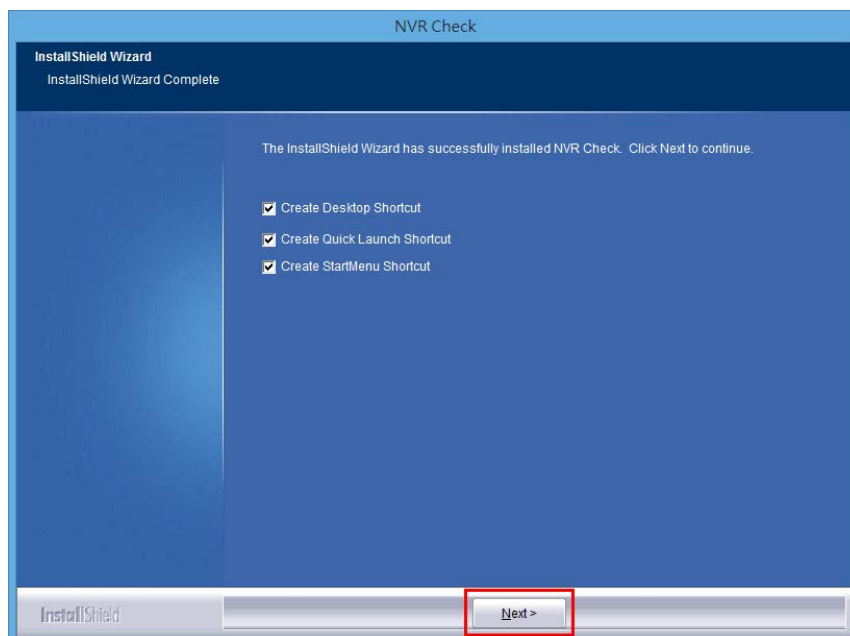 NVR Check
InstallShield Wizard
InstallShield Wizard Complete
The InstallShield Wizard has successfully installed NVR Check. Click Next to continue.
Create Desktop Shortcut
Create Quick Launch Shortcut
Create StartMenu Shortcut
InstallShield
Next >